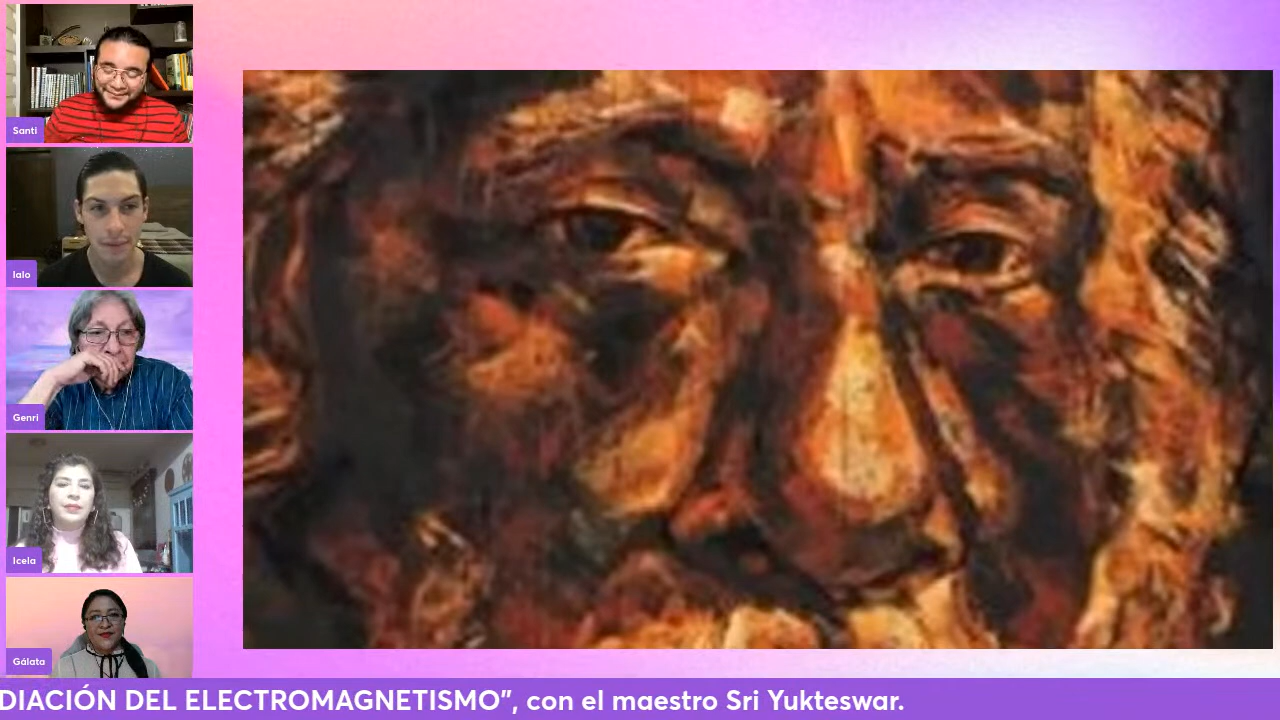 Santi
lalo
Genri
Icela
Gálata
DIACIÓN DEL ELECTROMAGNETISMO”, con el maestro Sri Yukteswar.